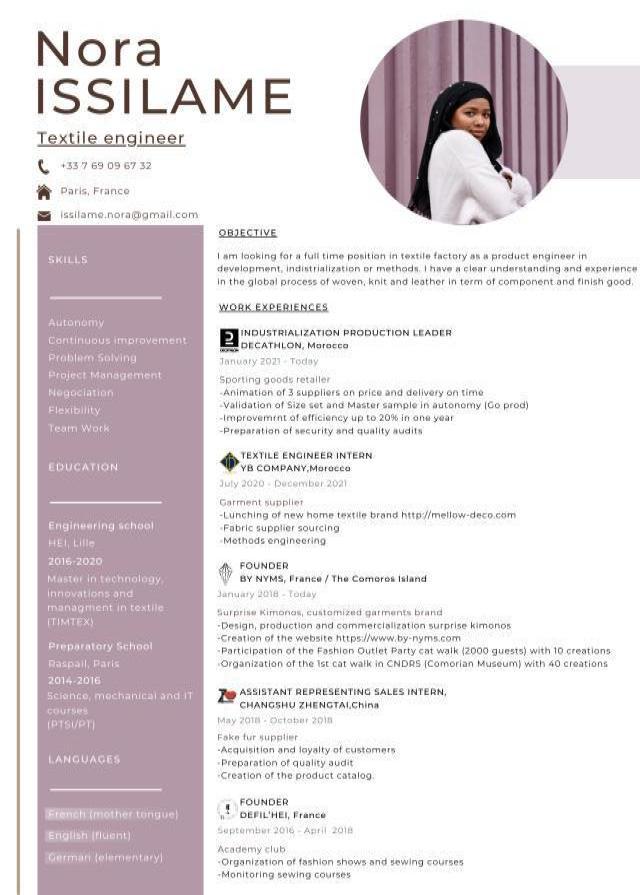 Nora
ISSILAME
Textile engineer
+33 7 69 09 67 32
Paris, France
issilame.nora@gmail.com
SKILLS
Autonomy
Continuous improvement
Problem Solving
Project Management
Negociation
Flexibility
Team Work
EDUCATION
Engineering school
HEI, Lille
2016-2020
Master in technology,
innovations and
managment in textile
(TIMTEX)
Preparatory School
Raspail, Paris
2014-2016
Science, mechanical and IT
courses
(PTSI/PT)
LANGUAGES
French (mother tongue)
English (fluent)
German (elementary)
OBJECTIVE
I am looking for a full time position in textile factory as a product engineer in
development, indistrialization or methods. I have a clear understanding and experience
in the global process of woven, knit and leather in term of component and finish good.
WORK EXPERIENCES
INDUSTRIALIZATION PRODUCTION LEADER
DECATHLON, Morocco
January 2021 - Today
Sporting goods retailer
-Animation of 3 suppliers on price and delivery on time
-Validation of Size set and Master sample in autonomy (Go prod)
-Improvemrnt of efficiency up to 20% in one year
-Preparation of security and quality audits
TEXTILE ENGINEER INTERN
YB COMPANY,Morocco
July 2020 - December 2021
Garment supplier
-Lunching of new home textile brand http://mellow-deco.com
-Fabric supplier sourcing
-Methods engineering
FOUNDER
BY NYMS, France / The Comoros Island
January 2018 - Today
Surprise Kimonos, customized garments brand
-Design, production and commercialization surprise kimonos
-Creation of the website https://www.by-nyms.com
-Participation of the Fashion Outlet Party cat walk (2000 guests) with 10 creations
-Organization of the 1st cat walk in CNDRS (Comorian Museum) with 40 creations
ASSISTANT REPRESENTING SALES INTERN,
CHANGSHU ZHENGTAI,China
May 2018 - October 2018
Fake fur supplier
-Acquisition and loyalty of customers
-Preparation of quality audit
-Creation of the product catalog.
FOUNDER
DEFIL'HEI, France
September 2016 - April 2018
Academy club
-Organization of fashion shows and sewing courses
-Monitoring sewing courses